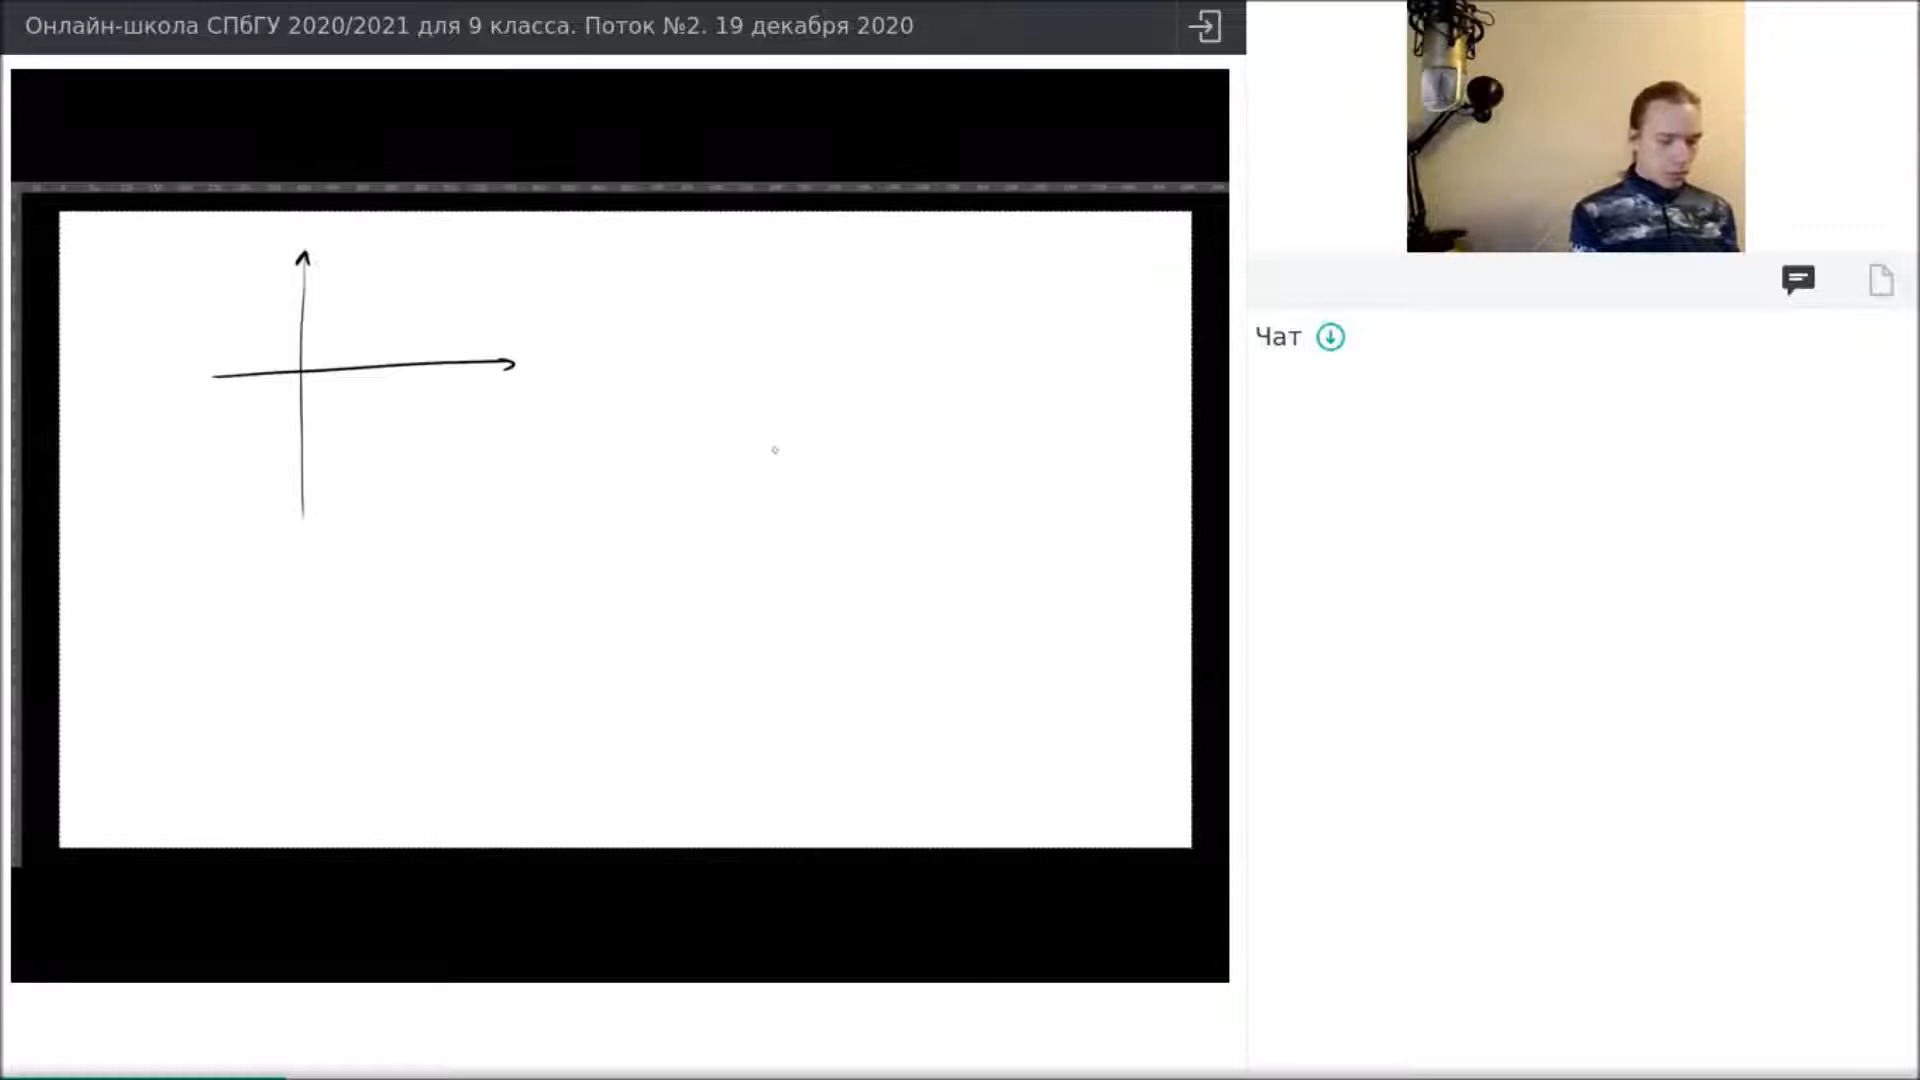 Онлайн-школа СПбГУ 2020/2021 для 9 класса. Поток №2. 19 декабря 2020
Чат